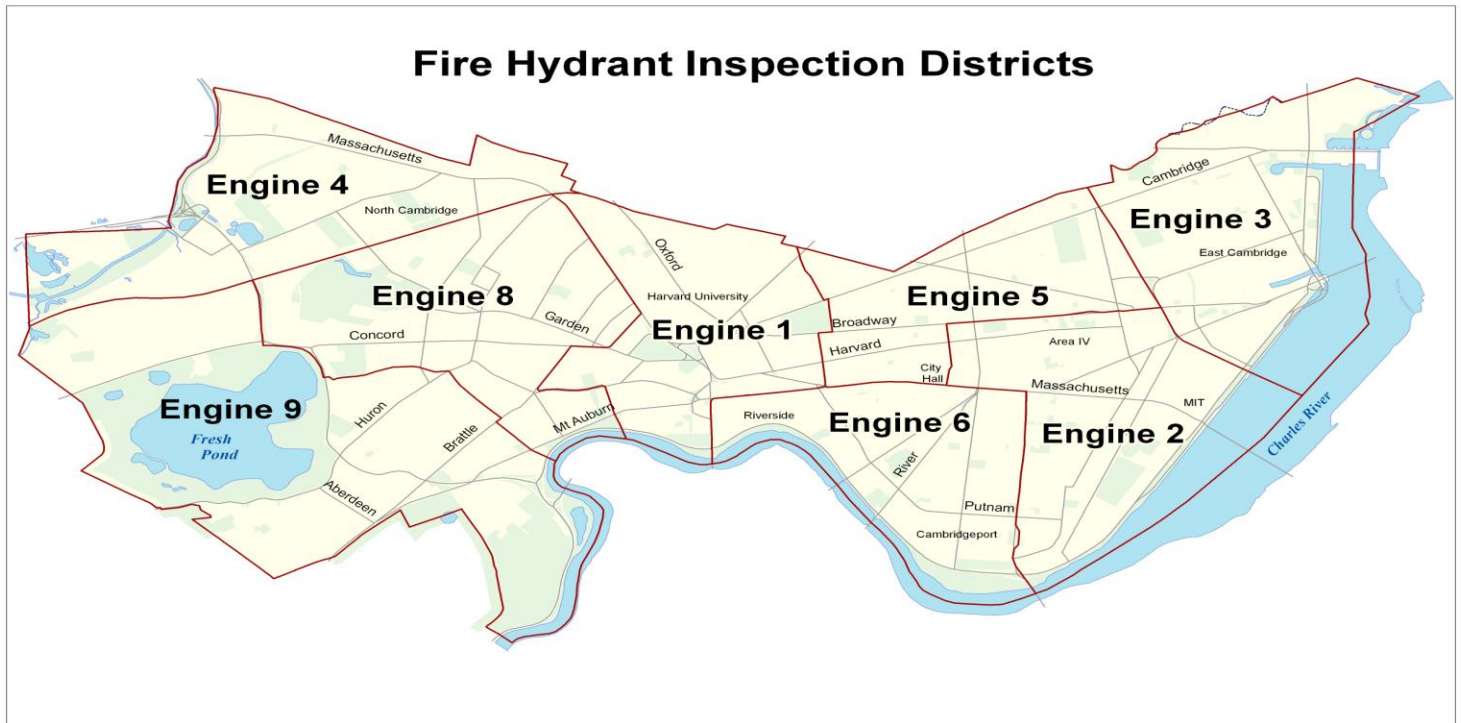 Fire Hydrant Inspection Districts
Massachusetts
Engine 4
North Cambridge
Cambridge
Engine 3
East Cambridge
Oxford
Harvard University
Engine 8
Garden
Concord
Engine 1
Engine 5
Broadway
Harvard
Area IV
City
Hall
Massachusetts
MIT
Engine 9
Fresh
Pond
Huron
Brattle
Mt Auburn
Aberdeen
Riverside
Engine 6
River
Putnam
Cambridgeport
Engine 2
Charles River